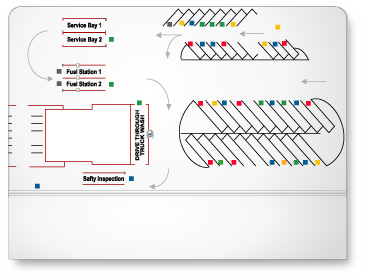 Service Bay 1
Service Bay 2
Fuel Station 1
Fuel Station 2
DRIVE THROUGH
TRUCK WASH
Safty Inspection